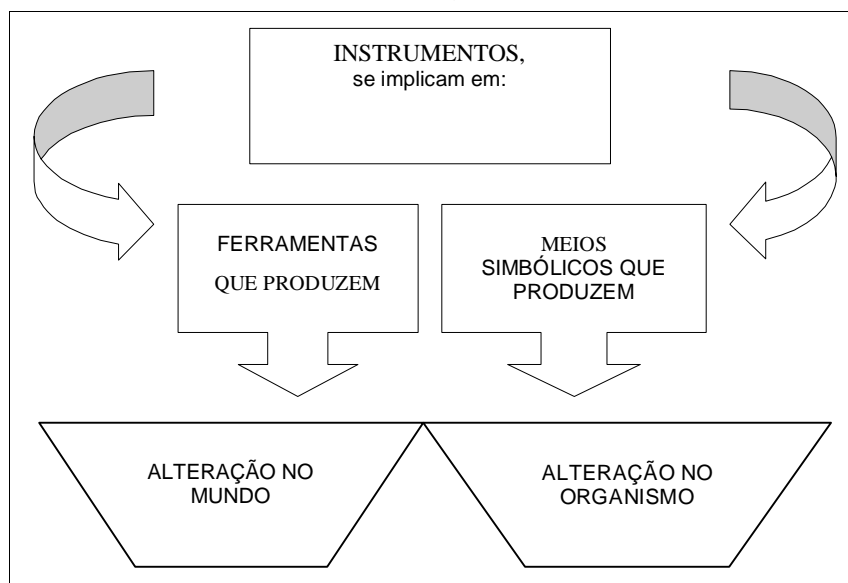 INSTRUMENTOS,
se implicam em:
FERRAMENTAS
QUE PRODUZEM
MEIOS
SIMBÓLICOS QUE
PRODUZEM
ALTERAÇÃO NO
MUNDO
ALTERAÇÃO NO
ORGANISMO